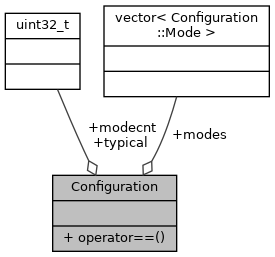 uint32_t
vector< Configuration
::Mode >
+modecnt
+typical
+modes
Configuration
+ operator==()